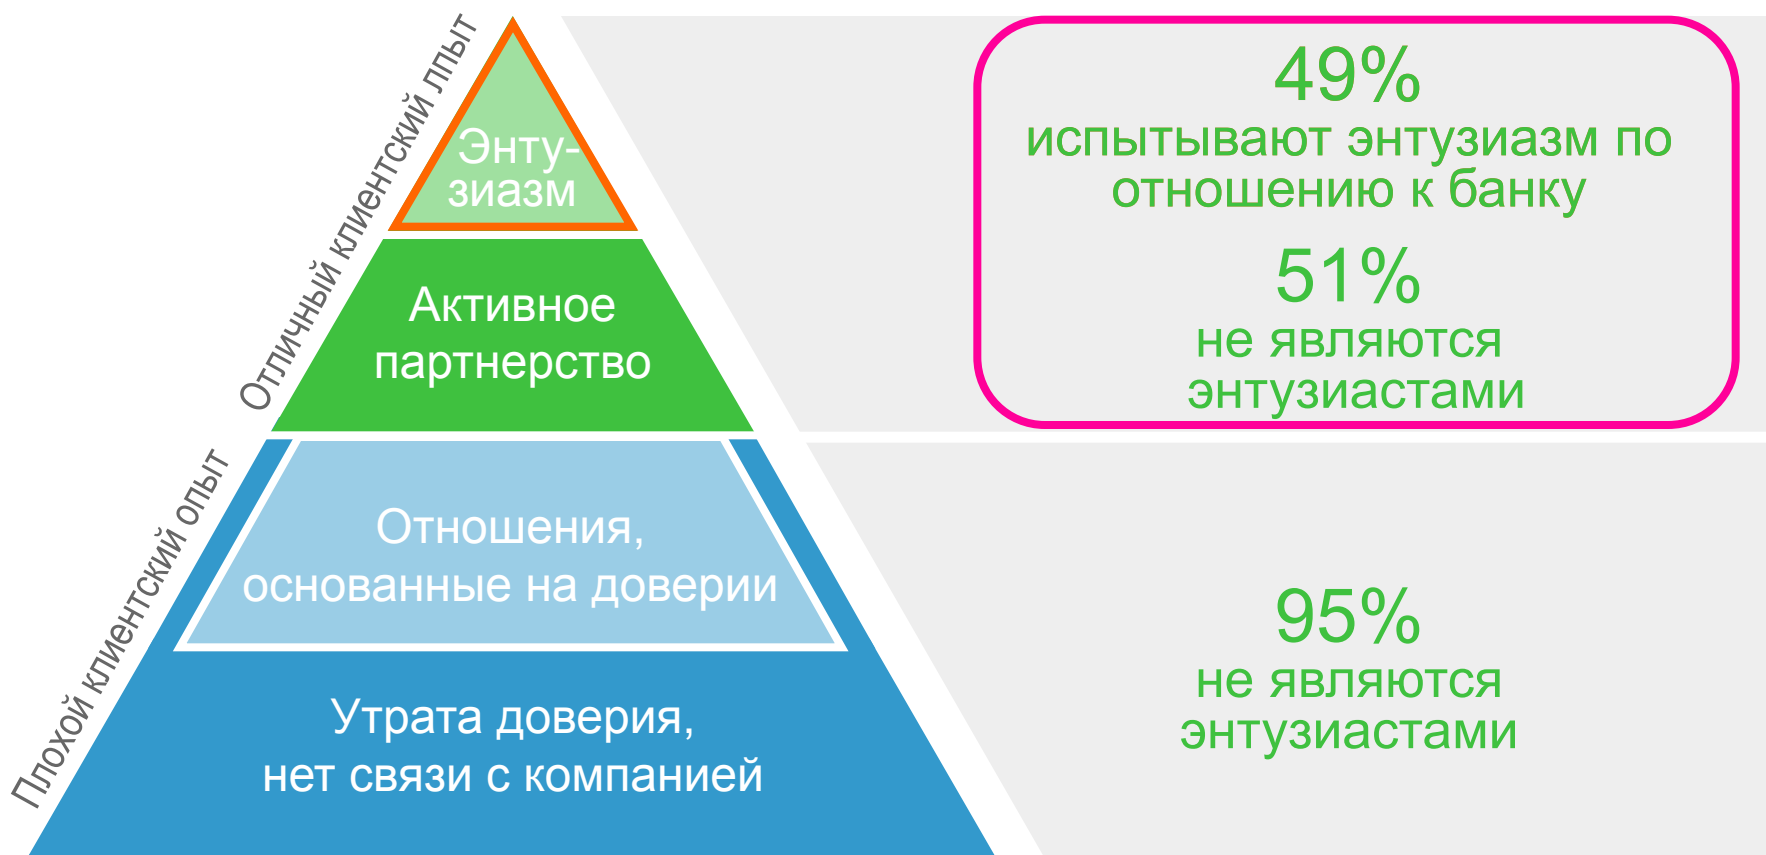 Отличный клиентский лпыт
Энту-
зиазм
Активное
партнерство
49%
испытывают энтузиазм по
отношению к банку
51%
не являются
энтузиастами
Плохой клиентский опыт
Отношения,
основанные на доверии
Утрата доверия,
нет связи с компанией
95%
не являются
энтузиастами